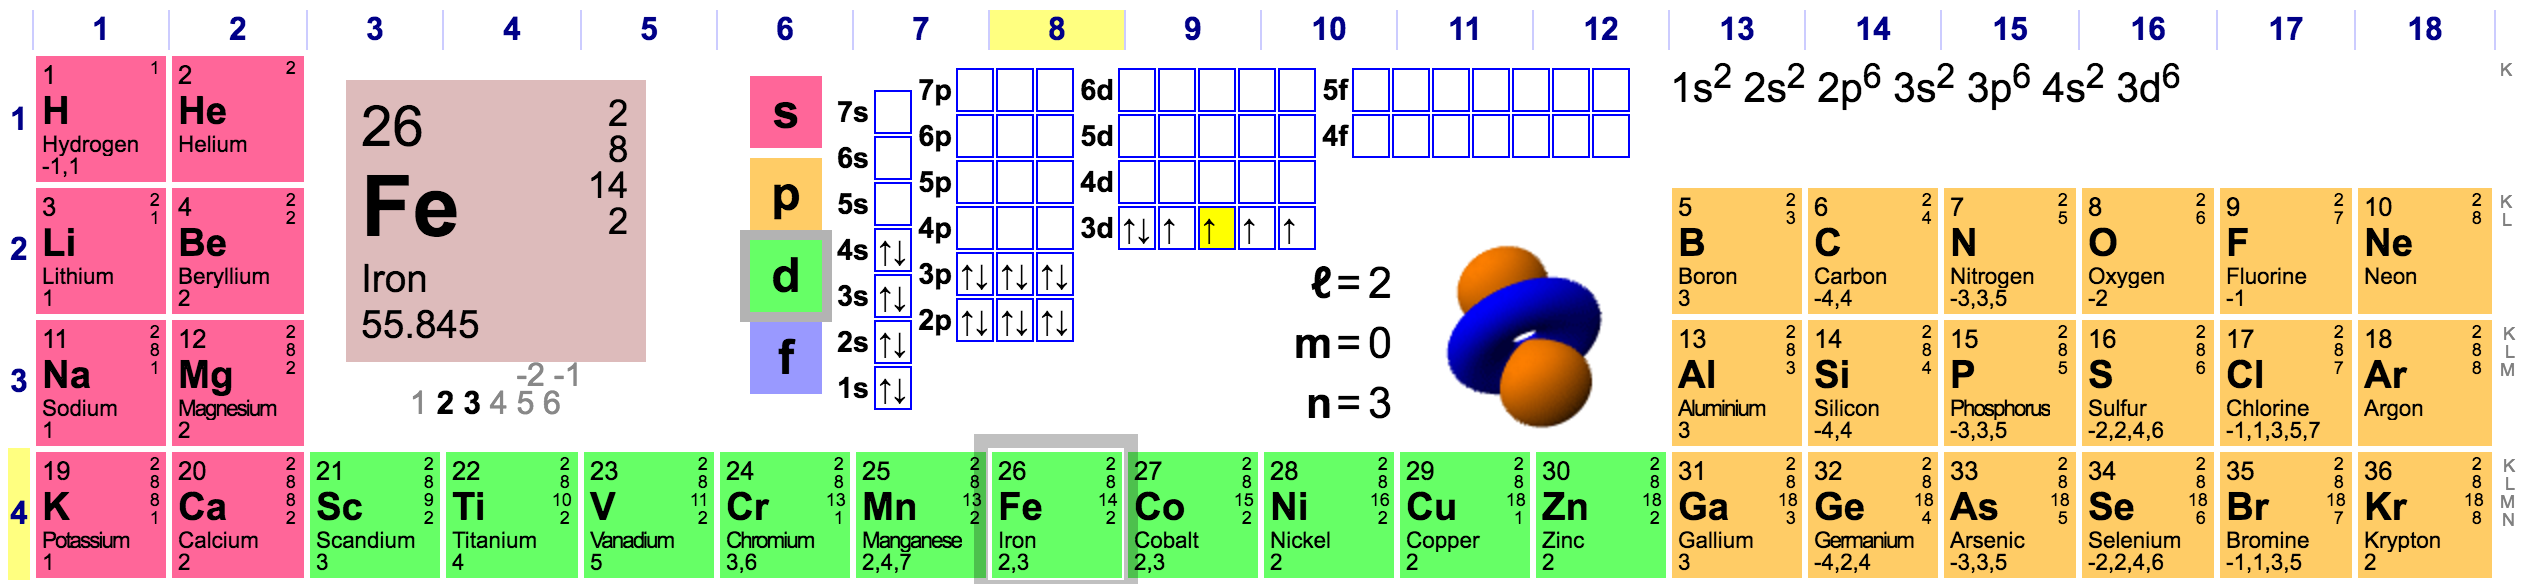 1 2 3 4 5 6 7 8 9 10 11 12 13 14 15 16 17 18
1
1 1
H
Hydrogen
-1,1
2 2
He
Helium
26
Fe
Iron
55.845
2
8
14
2
-2 -1
1 2 3 4 5 6
s
p
d
f
7s
6s
5s
4s ↑↓
3s ↑↓
2s ↑↓
1s ↑↓
7p
6p
5p
4p
3p ↑↓ ↑↓ ↑↓
2p ↑↓ ↑↓ ↑↓
6d
5d
4d
3d ↑↓ ↑ ↑ ↑ ↑
5f
4f
ℓ=2
m=0
n=3
1s² 2s² 2p⁶ 3s² 3p⁶ 4s² 3d⁶
K
2
3 2
1
Li
Lithium
1
4 2
2
Be
Beryllium
2
5 2
3
B
Boron
3
6 2
4
C
Carbon
-4,4
7 2
5
N
Nitrogen
-3,3,5
8 2
6
O
Oxygen
-2
9 2
7
F
Fluorine
-1
10 2
8
Ne
Neon
K
L
3
11 2
8
1
Na
Sodium
1
12 2
8
2
Mg
Magnesium
2
13 2
8
3
Al
Aluminium
3
14 2
8
4
Si
Silicon
-4,4
15 2
8
5
P
Phosphorus
-3,3,5
16 2
8
6
S
Sulfur
-2,2,4,6
17 2
8
7
Cl
Chlorine
-1,1,3,5,7
18 2
8
8
Ar
Argon
K
L
M
4
19 2
8
8
1
K
Potassium
1
20 2
8
8
2
Ca
Calcium
2
21 2
8
9
2
Sc
Scandium
3
22 2
8
10
2
Ti
Titanium
4
23 2
8
11
2
V
Vanadium
5
24 2
8
13
1
Cr
Chromium
3,6
25 2
8
13
2
Mn
Manganese
2,4,7
26 2
8
14
2
Fe
Iron
2,3
27 2
8
15
2
Co
Cobalt
2,3
28 2
8
16
2
Ni
Nickel
2
29 2
8
18
1
Cu
Copper
2
30 2
8
18
2
Zn
Zinc
2
31 2
8
18
3
Ga
Gallium
3
32 2
8
18
4
Ge
Germanium
-4,2,4
33 2
8
18
5
As
Arsenic
-3,3,5
34 2
8
18
6
Se
Selenium
-2,2,4,6
35 2
8
18
7
Br
Bromine
-1,1,3,5
36 2
8
18
8
Kr
Krypton
2
K
L
M
N